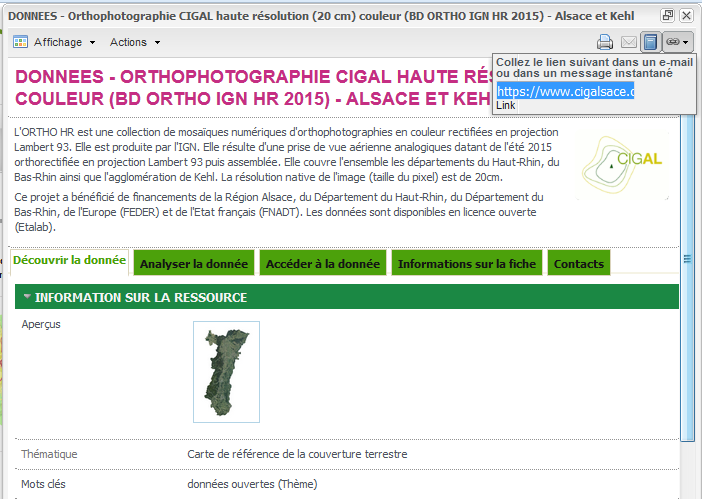 DONNEES - Orthophotographie CIGAL haute résolution (20 cm) couleur (BD ORTHO IGN HR 2015) - Alsace et Kehl
Affichage
Actions
Collez le lien suivant dans un e-mail
ou dans un message instantané
https://www.cigalsace.
Link
DONNEES - ORTHOPHOTOGRAPHIE CIGAL HAUTE
COULEUR (BD ORTHO IGN HR 2015) - ALSACE ET KEH
L'ORTHO HR est une collection de mosaïques numériques d'orthophotographies en couleur rectifiées en projection
Lambert 93. Elle est produite par l'IGN. Elle résulte d'une prise de vue aérienne analogiques datant de l'été 2015
orthorectifiée en projection Lambert 93 puis assemblée. Elle couvre l'ensemble les départements du Haut-Rhin, du
Bas-Rhin ainsi que l'agglomération de Kehl. La résolution native de l'image (taille du pixel) est de 20cm.
CIGAL
Ce projet a bénéficié de financements de la Région Alsace, du Département du Haut-Rhin, du Département du
Bas-Rhin, de l'Europe (FEDER) et de l'Etat français (FNADT). Les données sont disponibles en licence ouverte
(Etalab).
Découvrir la donnée
Analyser la donnée
Accéder à la donnée
Informations sur la fiche
Contacts
INFORMATION SUR LA RESSOURCE
Aperçus
Thématique
Carte de référence de la couverture terrestre
Mots clés
données ouvertes (Thème)